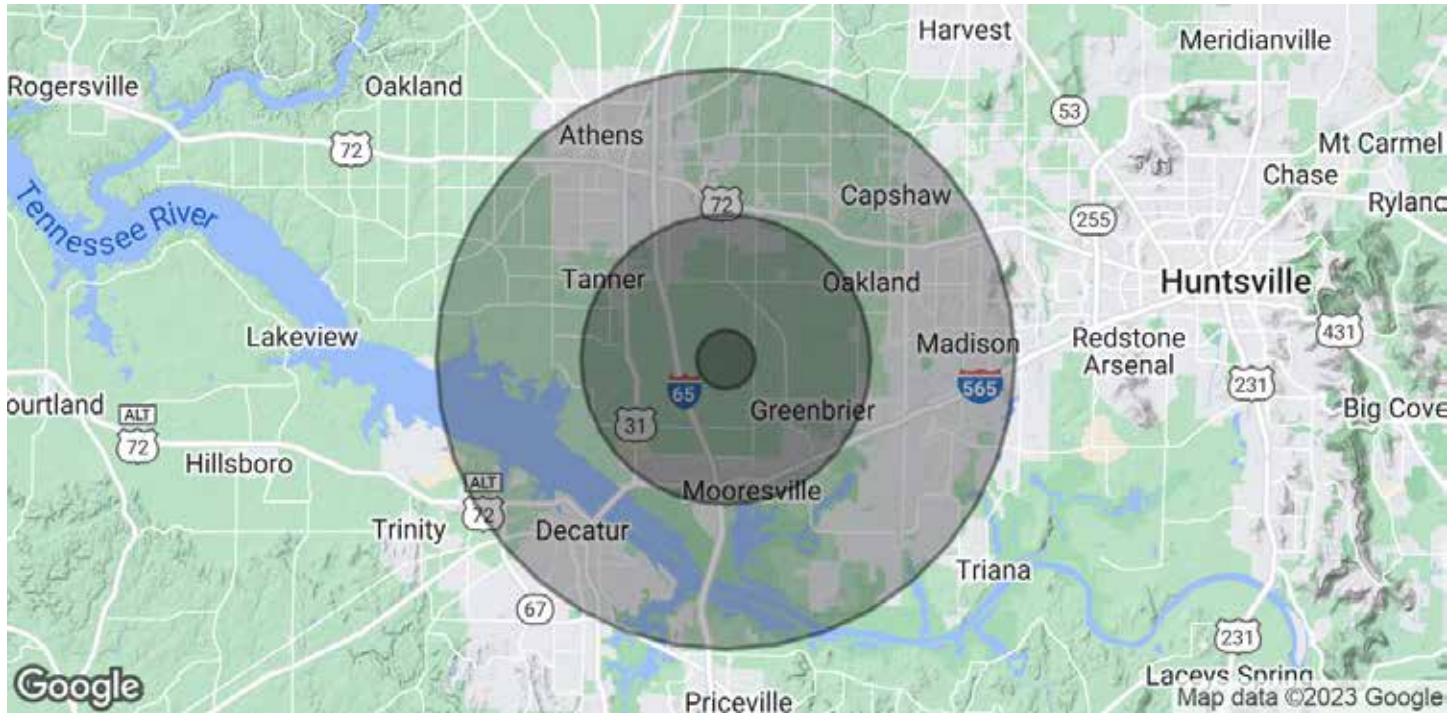 Harvest
Meridianville
Rogersville
Oakland
53
Athens
72
Mt Carmel
Chase
Capshaw
Rylanc
72
255
Tennessee River
Tanner
Oakland
Huntsville
431
Lakeview
Madison
Redstone
Arsenal
65
565
231
ourtland
ALT
72
31
Greenbrier
Big Cove
Hillsboro
ALT
72
Mooresville
Trinity
Decatur
Triana
67
231
Laceys Spring
Google
Priceville
Map data ©2023 Google